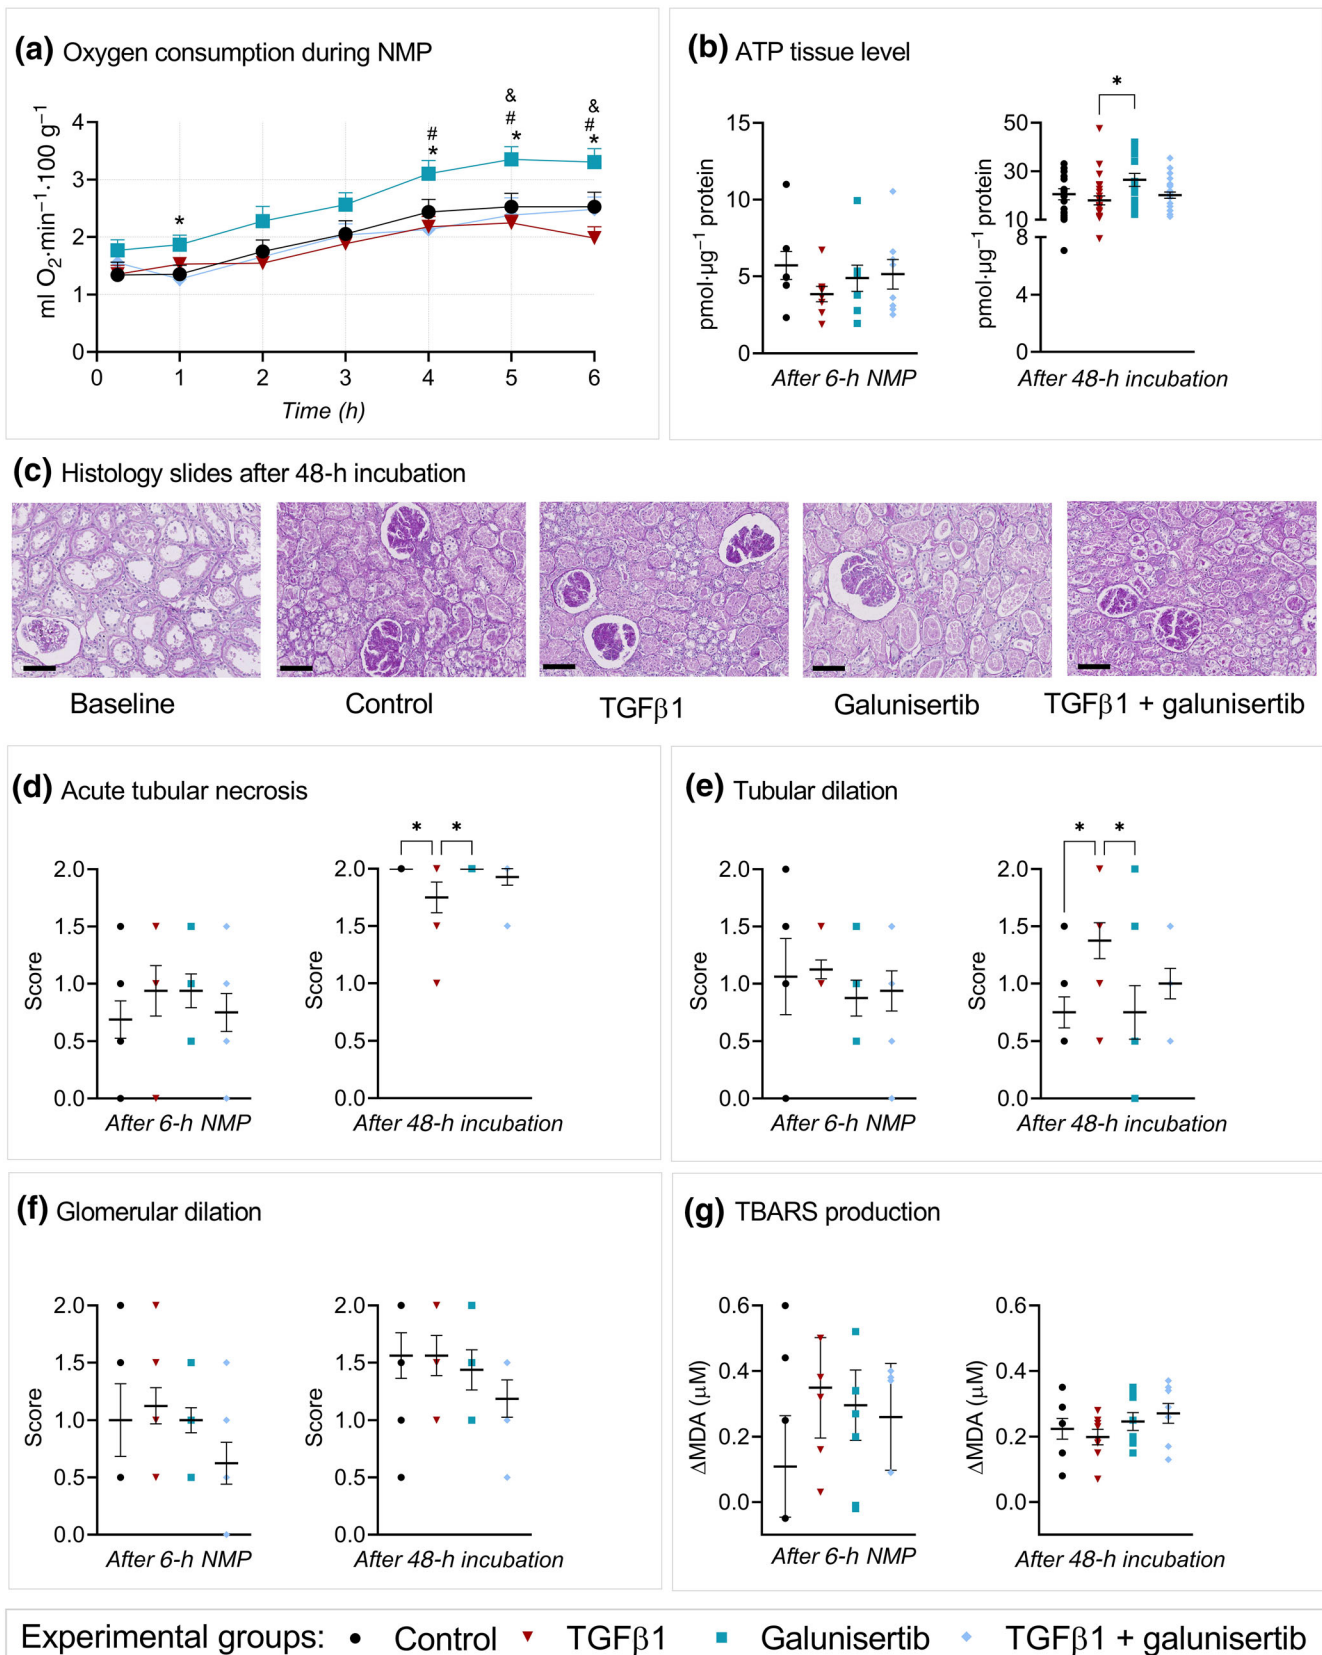 (a) Oxygen consumption during NMP
ml O₂·min⁻¹·100 g⁻¹
4
3
2
1
0
*
#
*
&
#
*
&
#
*
0 1 2 3 4 5 6
Time (h)
(b) ATP tissue level
pmol·µg⁻¹ protein
15
10
5
0
After 6-h NMP
*
pmol·µg⁻¹ protein
50
30
10
8
4
0
After 48-h incubation
(c) Histology slides after 48-h incubation
Baseline
Control
TGFβ1
Galunisertib
TGFβ1 + galunisertib
(d) Acute tubular necrosis
Score
2.0
1.5
1.0
0.5
0.0
After 6-h NMP
* *
Score
2.0
1.5
1.0
0.5
0.0
After 48-h incubation
(e) Tubular dilation
Score
2.0
1.5
1.0
0.5
0.0
After 6-h NMP
* *
Score
2.0
1.5
1.0
0.5
0.0
After 48-h incubation
(f) Glomerular dilation
Score
2.0
1.5
1.0
0.5
0.0
After 6-h NMP
Score
2.0
1.5
1.0
0.5
0.0
After 48-h incubation
(g) TBARS production
ΔMDA (µM)
0.6
0.4
0.2
0.0
After 6-h NMP
ΔMDA (µM)
0.6
0.4
0.2
0.0
After 48-h incubation
Experimental groups: Control TGFβ1 Galunisertib TGFβ1 + galunisertib